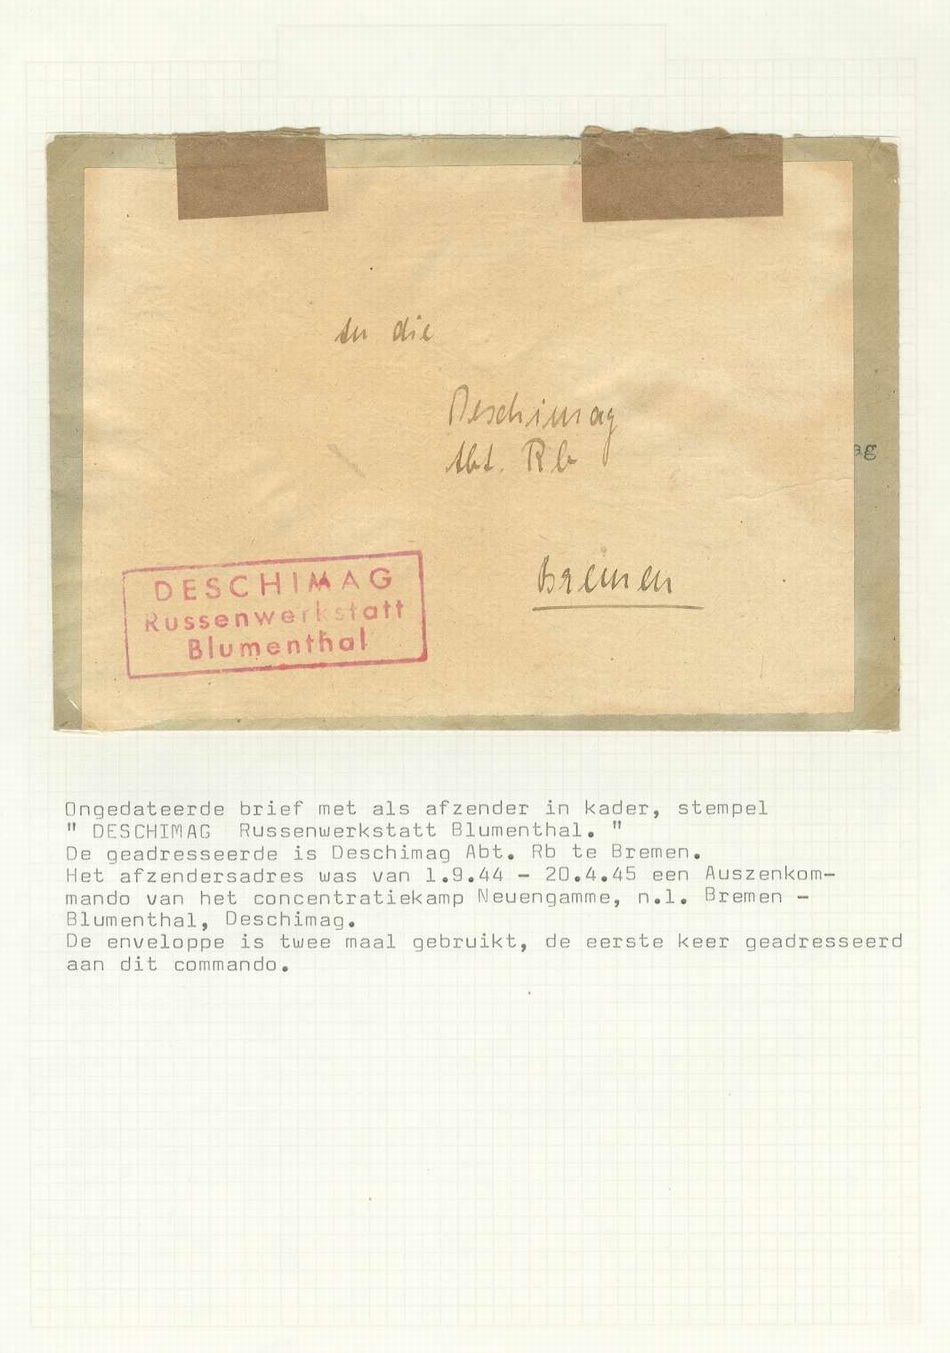 An die
Deschimag
Abt. Rb
ag
Bremen
DESCHIMAG
Russenwerkstatt
Blumenthal
Ongedateerde brief met als afzender in kader, stempel
" DESCHIMAG  Russenwerkstatt Blumenthal. "
De geadresseerde is Deschimag Abt. Rb te Bremen.
Het afzendersadres was van 1.9.44 - 20.4.45 een Auszenkom-
mando van het concentratiekamp Neuengamme, n.l. Bremen -
Blumenthal, Deschimag.
De enveloppe is twee maal gebruikt, de eerste keer geadresseerd
aan dit commando.